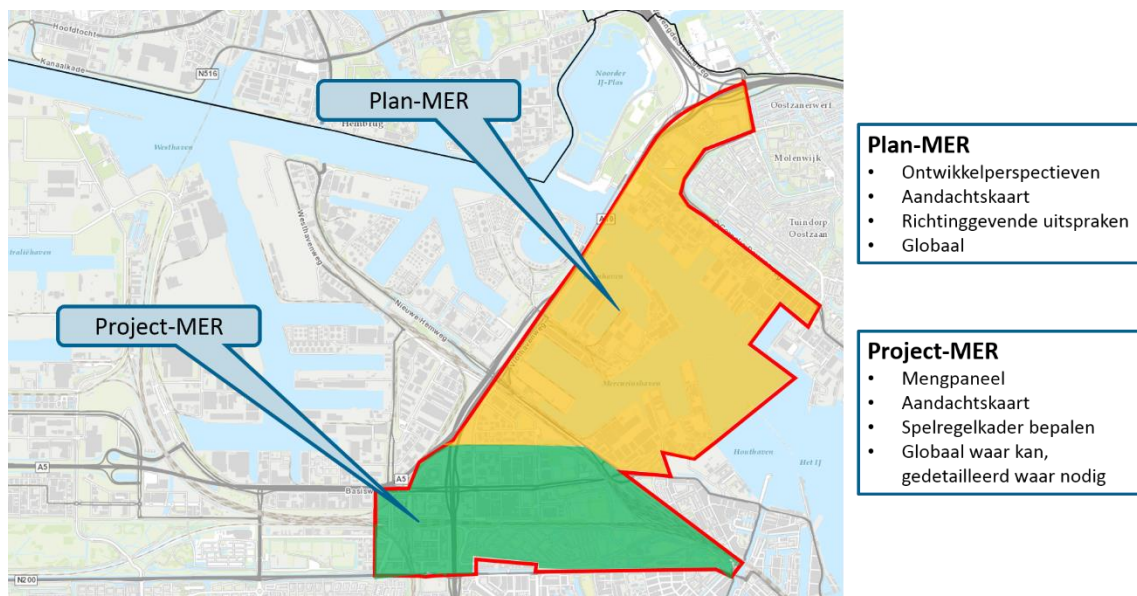 Hoofdtocht
Kanaalkade
N516
Westhaven
Hembrug
Noorder
IJ-Plas
Oostzanerwerf
Molenwijk
Tuindorp
Oostzaan
Plan-MER
Westhavenweg
Nieuwe-Hemweg
Project-MER
A5
A5
Basisw
Houthaven
Het IJ
N200
Plan-MER
• Ontwikkelperspectieven
• Aandachtskaart
• Richtinggevende uitspraken
• Globaal
Project-MER
• Mengpaneel
• Aandachtskaart
• Spelregelkader bepalen
• Globaal waar kan,
gedetailleerd waar nodig